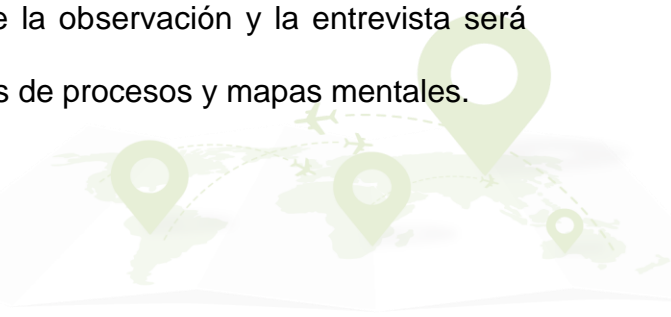 la observación y la entrevista será
s de procesos y mapas mentales.